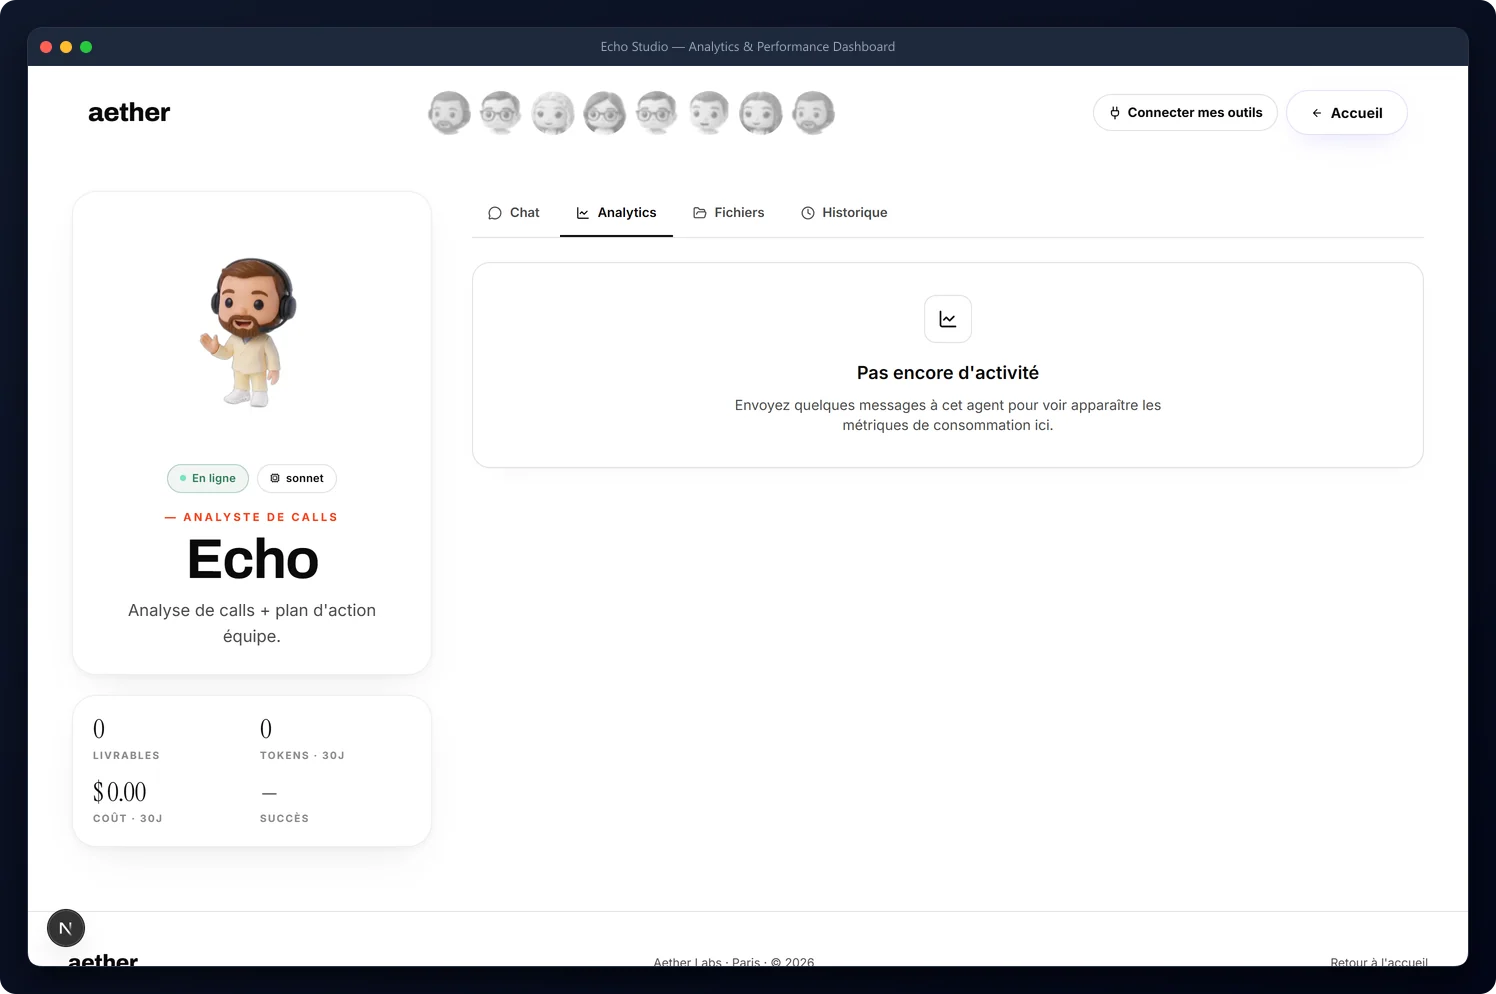 Echo Studio — Analytics & Performance Dashboard
aether
Connecter mes outils
← Accueil
Chat
Analytics
Fichiers
Historique
Pas encore d'activité
Envoyez quelques messages à cet agent pour voir apparaître les
métriques de consommation ici.
En ligne
sonnet
— ANALYSTE DE CALLS
Echo
Analyse de calls + plan d'action
équipe.
0
LIVRABLES
0
TOKENS · 30J
$0.00
COÛT · 30J
—
SUCCÈS
N
aether
Aether Labs · Paris · © 2026
Retour à l'accueil